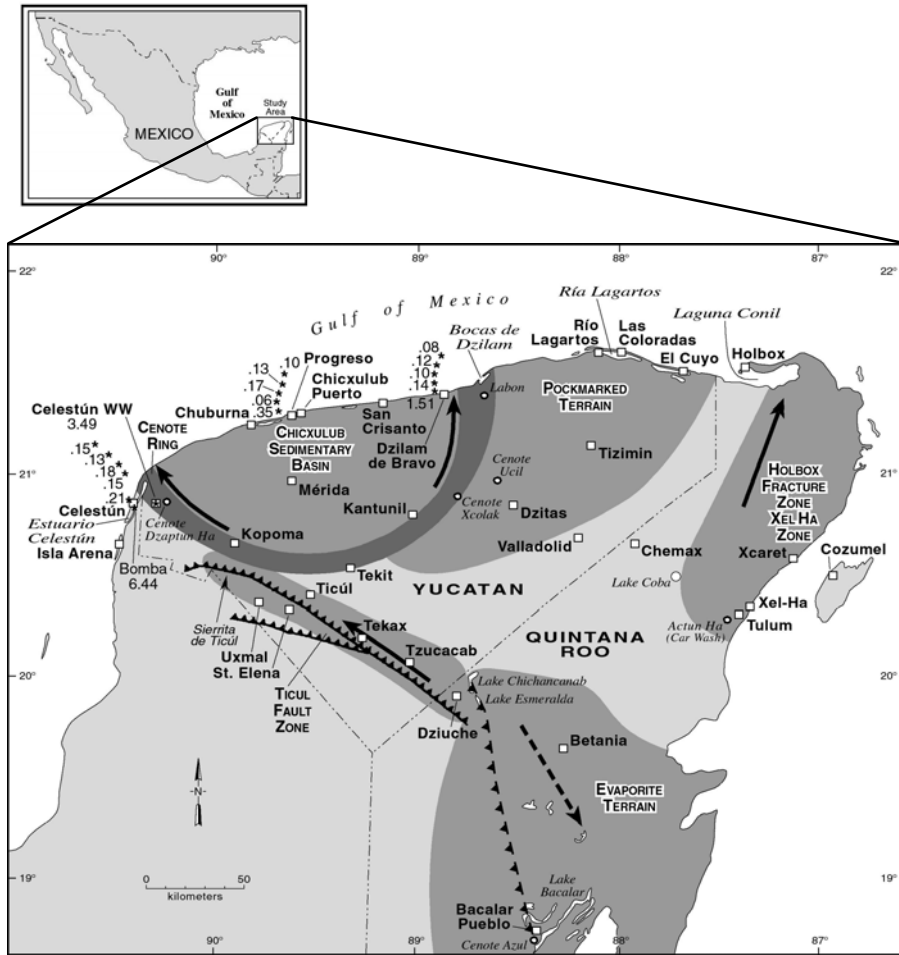 Gulf
of
Mexico
Study
Area
MEXICO
90
89
88
87
22°
22°
Gulf of Mexico
Ría Lagartos
Laguna Conil
Bocas de
Dzilam
Río
Lagartos
Las
Coloradas
El Cuyo
Holbox
.08
.12
.10
.14
1.51
.10
.13
.17
.06
.35
Progreso
Chicxulub
Puerto
Labon
POCKMARKED
TERRAIN
Celestún WW
3.49
Chuburna
CENOTE
RING
CHICXULUB
SEDIMENTARY
BASIN
San
Crisanto
Dzilam
de Bravo
Tizimin
.15
.13
.18
.15
.21
21°
21°
Mérida
Cenote
Ucil
HOLBOX
FRACTURE
ZONE
XEL HA
ZONE
Celestún
Estuario
Celestún
Cenote
Dzaptun Ha
Kantunil
Cenote
Xcolak
Dzitas
Isla Arena
Kopoma
Valladolid
Chemax
Xcaret
Cozumel
Bomba
6.44
Tekit
YUCATAN
Lake Coba
Ticúl
Sierrita
de Ticúl
Xel-Ha
Actun Ha
(Car Wash)
Tulum
Tekax
QUINTANA
ROO
Uxmal
St. Elena
Tzucacab
20°
20°
Lake Chichancanab
Lake Esmeralda
TICUL
FAULT
ZONE
Dziuche
Betania
N
EVAPORITE
TERRAIN
19°
19°
0
50
kilometers
Lake
Bacalar
Bacalar
Pueblo
Cenote Azul
90
89
88
87